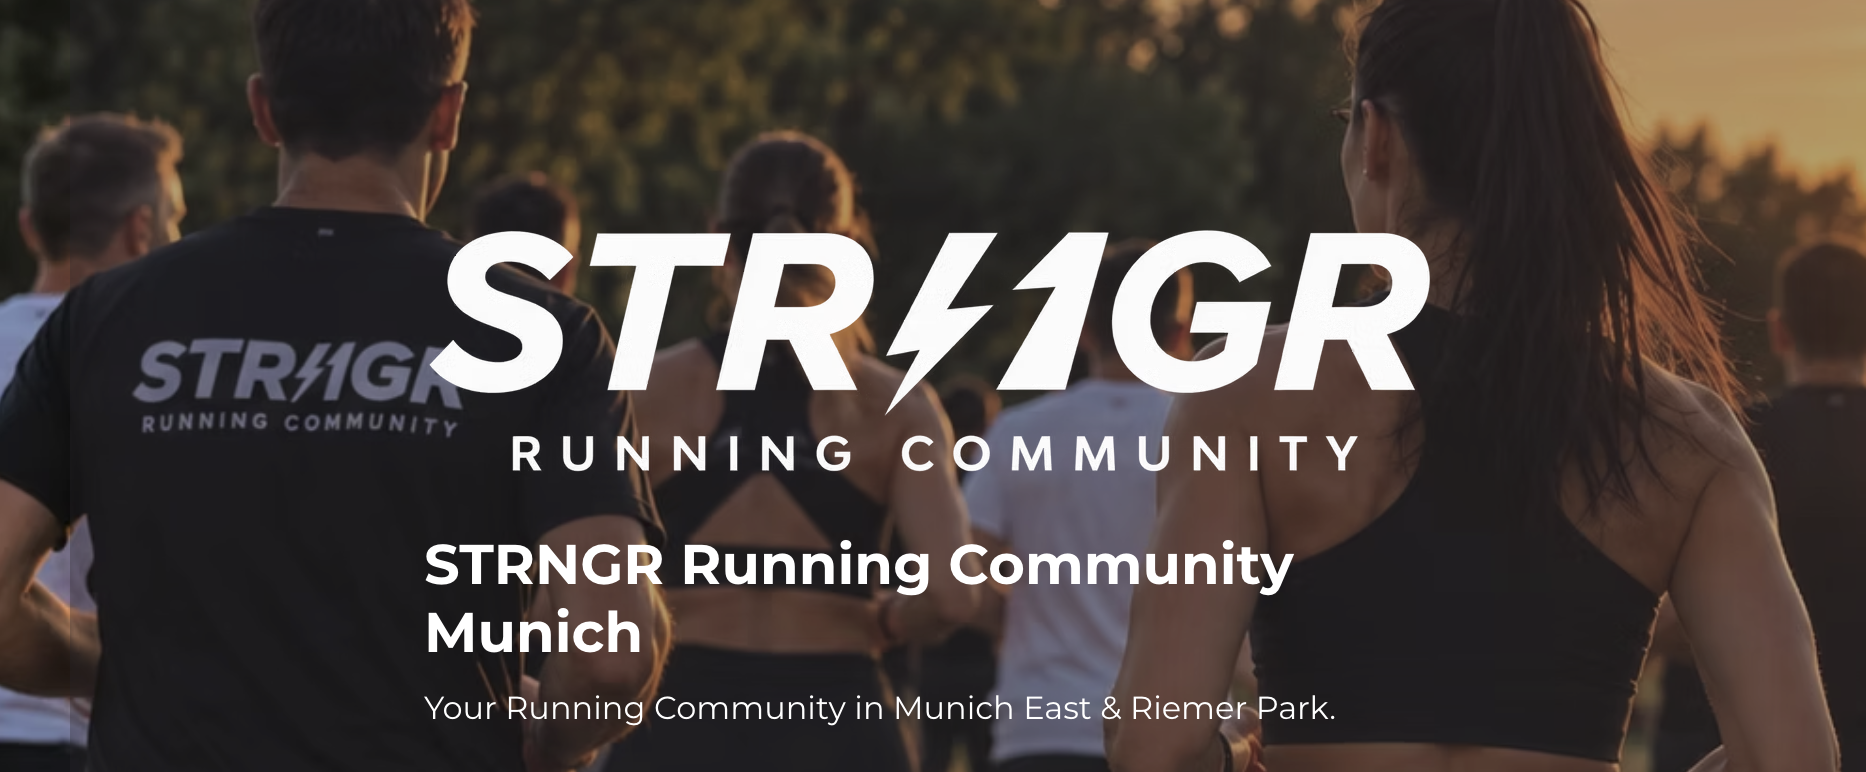 STRNGR
RUNNING COMMUNITY
STRNGR
RUNNING COMMUNITY
STRNGR Running Community
Munich
Your Running Community in Munich East & Riemer Park.